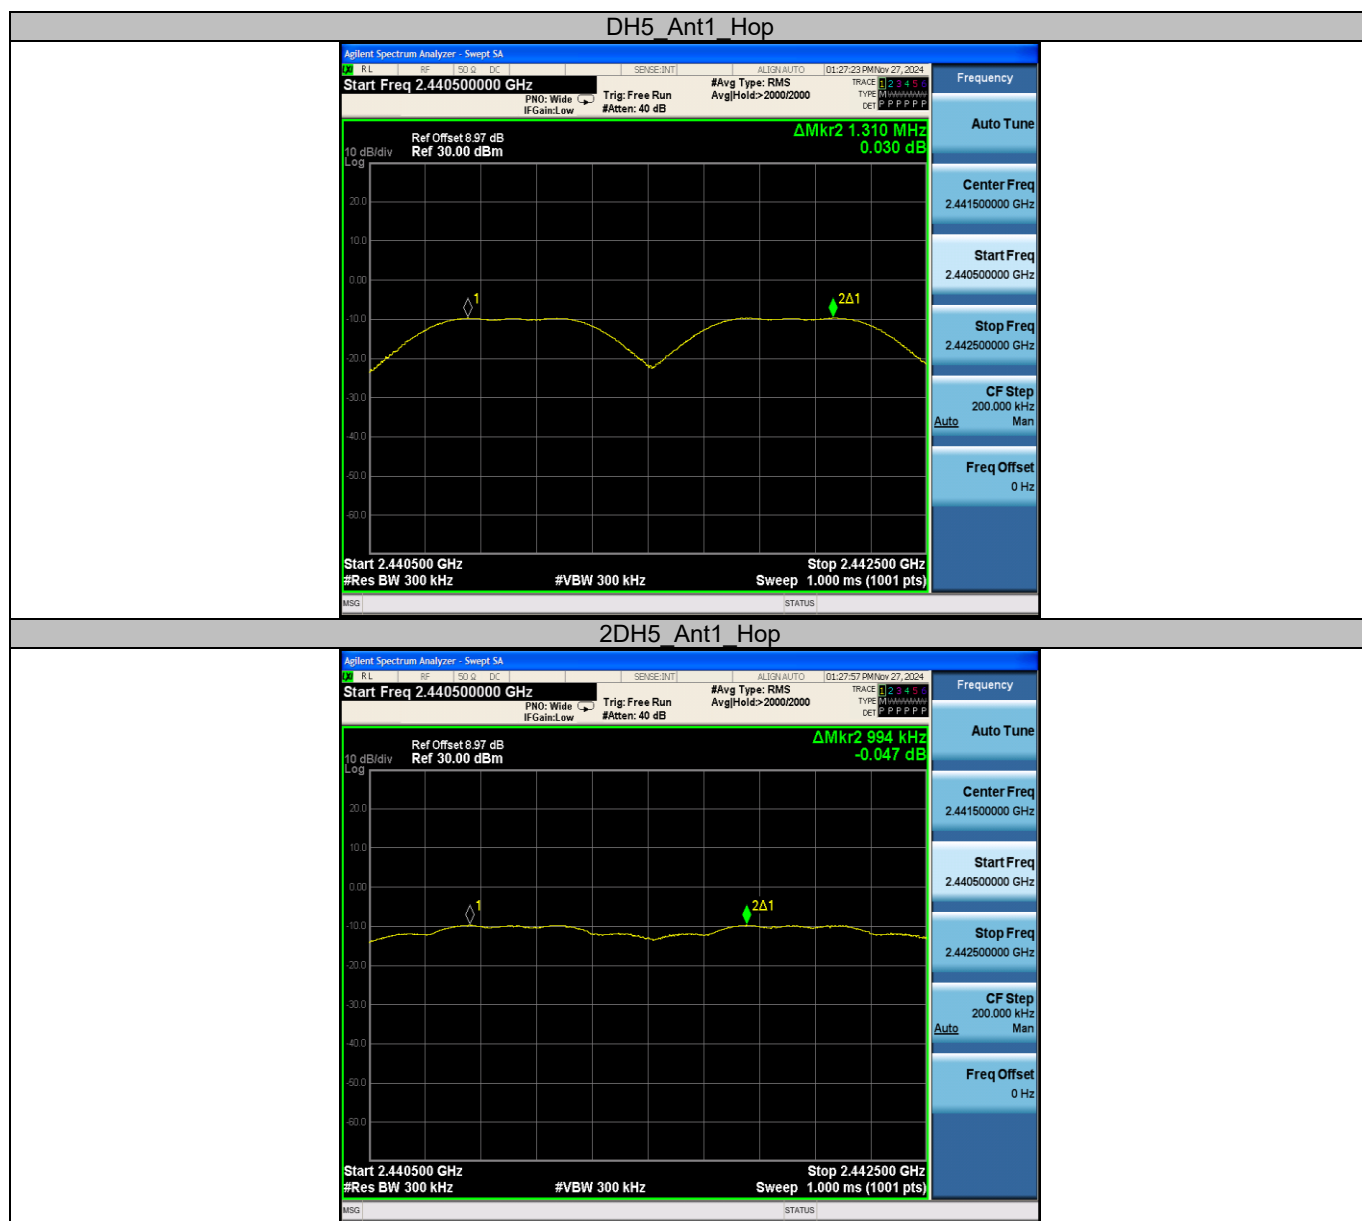 DH5_Ant1_Hop
Agilent Spectrum Analyzer - Swept SA
RL RF 50 Ω DC SENSE:INT ALIGN AUTO 01:27:23 PM Nov 27, 2024
Start Freq 2.440500000 GHz
PNO: Wide
IFGain:Low
Trig: Free Run
#Atten: 40 dB
#Avg Type: RMS
Avg|Hold:>2000/2000
TRACE 1 2 3 4 5 6
TYPE M
DET P P P P P P
Frequency
ΔMkr2 1.310 MHz
0.030 dB
Ref Offset 8.97 dB
10 dB/div Ref 30.00 dBm
Log
20.0
10.0
0.00
-10.0
-20.0
-30.0
-40.0
-50.0
-60.0
1
2Δ1
Start 2.440500 GHz Stop 2.442500 GHz
#Res BW 300 kHz #VBW 300 kHz Sweep 1.000 ms (1001 pts)
MSG STATUS
Auto Tune
Center Freq
2.441500000 GHz
Start Freq
2.440500000 GHz
Stop Freq
2.442500000 GHz
CF Step
200.000 kHz
Auto Man
Freq Offset
0 Hz
2DH5_Ant1_Hop
Agilent Spectrum Analyzer - Swept SA
RL RF 50 Ω DC SENSE:INT ALIGN AUTO 01:27:57 PM Nov 27, 2024
Start Freq 2.440500000 GHz
PNO: Wide
IFGain:Low
Trig: Free Run
#Atten: 40 dB
#Avg Type: RMS
Avg|Hold:>2000/2000
TRACE 1 2 3 4 5 6
TYPE M
DET P P P P P P
Frequency
ΔMkr2 994 kHz
-0.047 dB
Ref Offset 8.97 dB
10 dB/div Ref 30.00 dBm
Log
20.0
10.0
0.00
-10.0
-20.0
-30.0
-40.0
-50.0
-60.0
1
2Δ1
Start 2.440500 GHz Stop 2.442500 GHz
#Res BW 300 kHz #VBW 300 kHz Sweep 1.000 ms (1001 pts)
MSG STATUS
Auto Tune
Center Freq
2.441500000 GHz
Start Freq
2.440500000 GHz
Stop Freq
2.442500000 GHz
CF Step
200.000 kHz
Auto Man
Freq Offset
0 Hz